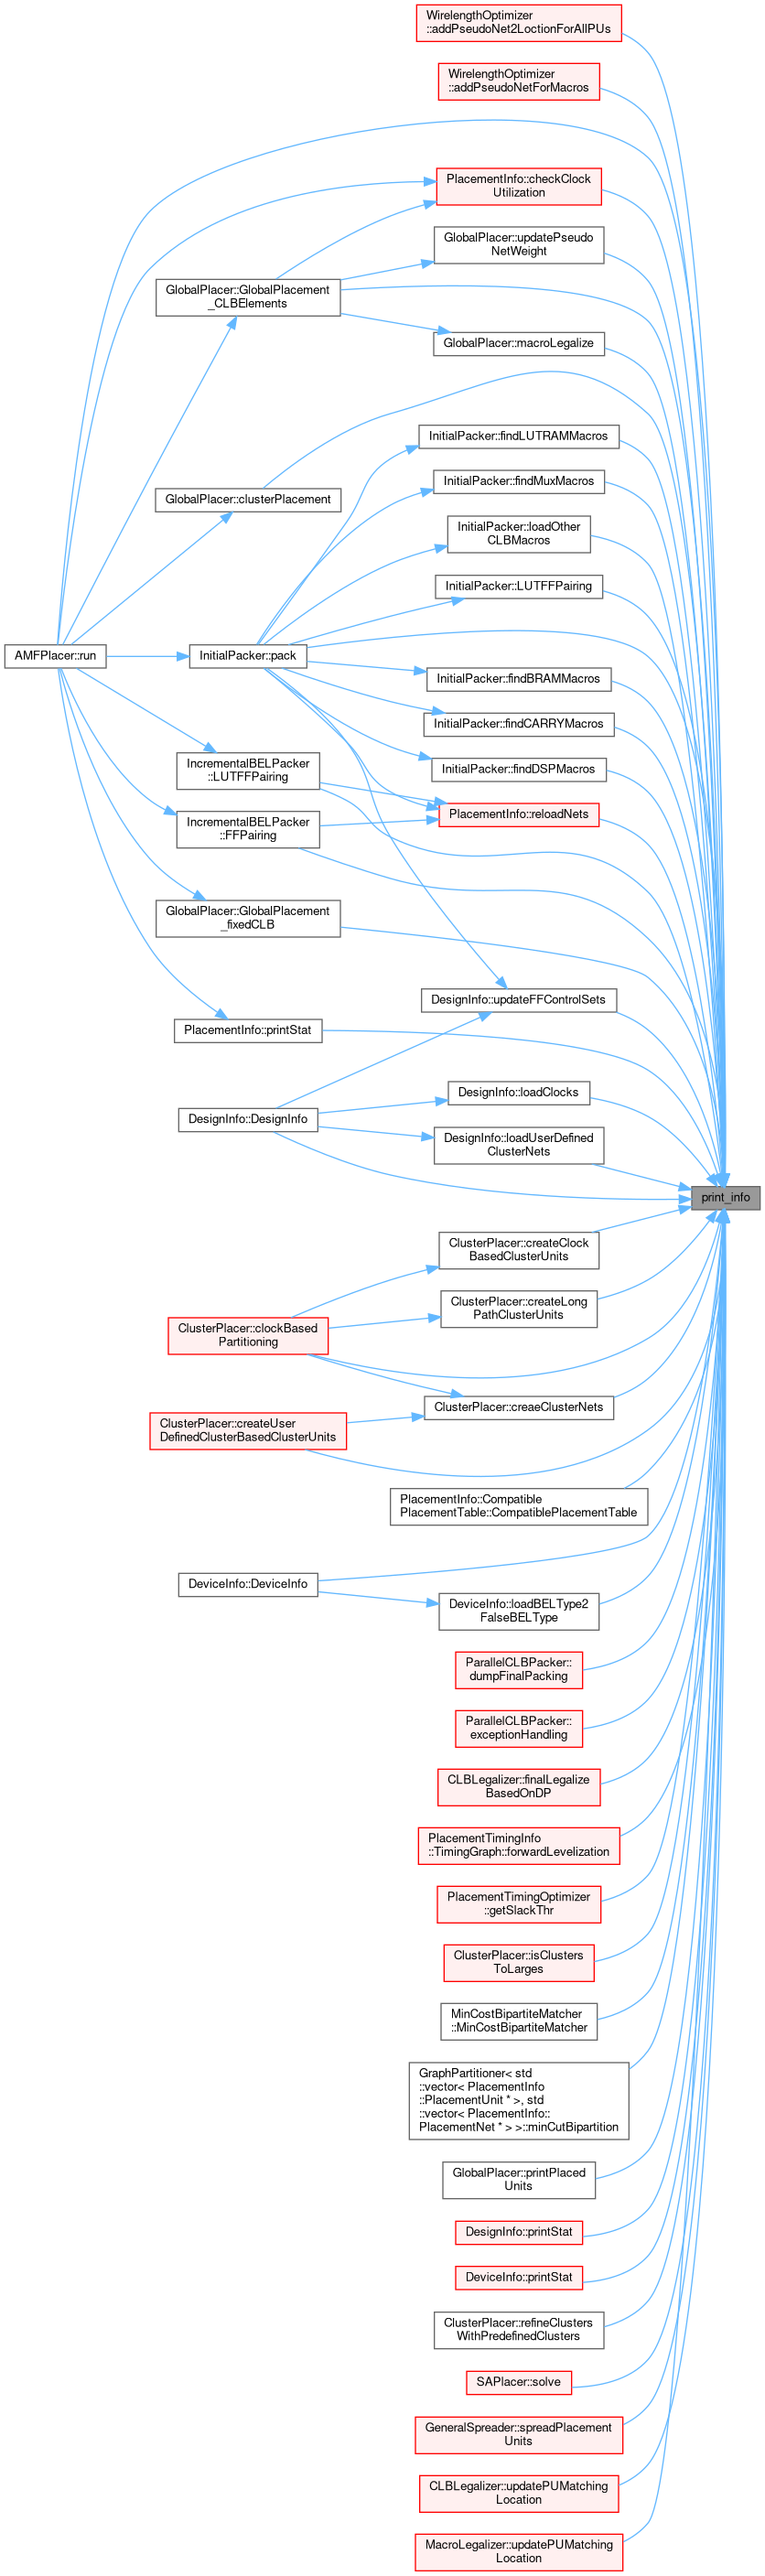 WirelengthOptimizer
::addPseudoNet2LoctionForAllPUs
WirelengthOptimizer
::addPseudoNetForMacros
PlacementInfo::checkClock
Utilization
GlobalPlacer::updatePseudo
NetWeight
GlobalPlacer::GlobalPlacement
_CLBElements
GlobalPlacer::macroLegalize
InitialPacker::findLUTRAMMacros
InitialPacker::findMuxMacros
GlobalPlacer::clusterPlacement
InitialPacker::loadOther
CLBMacros
InitialPacker::LUTFFPairing
AMFPlacer::run
InitialPacker::pack
InitialPacker::findBRAMMacros
InitialPacker::findCARRYMacros
IncrementalBELPacker
::LUTFFPairing
InitialPacker::findDSPMacros
PlacementInfo::reloadNets
IncrementalBELPacker
::FFPairing
GlobalPlacer::GlobalPlacement
_fixedCLB
DesignInfo::updateFFControlSets
PlacementInfo::printStat
DesignInfo::loadClocks
DesignInfo::DesignInfo
DesignInfo::loadUserDefined
ClusterNets
print_info
ClusterPlacer::createClock
BasedClusterUnits
ClusterPlacer::createLong
PathClusterUnits
ClusterPlacer::clockBased
Partitioning
ClusterPlacer::creaeClusterNets
ClusterPlacer::createUser
DefinedClusterBasedClusterUnits
PlacementInfo::Compatible
PlacementTable::CompatiblePlacementTable
DeviceInfo::DeviceInfo
DeviceInfo::loadBELType2
FalseBELType
ParallelCLBPacker::
dumpFinalPacking
ParallelCLBPacker::
exceptionHandling
CLBLegalizer::finalLegalize
BasedOnDP
PlacementTimingInfo
::TimingGraph::forwardLevelization
PlacementTimingOptimizer
::getSlackThr
ClusterPlacer::isClusters
ToLarges
MinCostBipartiteMatcher
::MinCostBipartiteMatcher
GraphPartitioner< std
::vector< PlacementInfo
::PlacementUnit * >, std
::vector< PlacementInfo::
PlacementNet * > >::minCutBipartition
GlobalPlacer::printPlaced
Units
DesignInfo::printStat
DeviceInfo::printStat
ClusterPlacer::refineClusters
WithPredefinedClusters
SAPlacer::solve
GeneralSpreader::spreadPlacement
Units
CLBLegalizer::updatePUMatching
Location
MacroLegalizer::updatePUMatching
Location